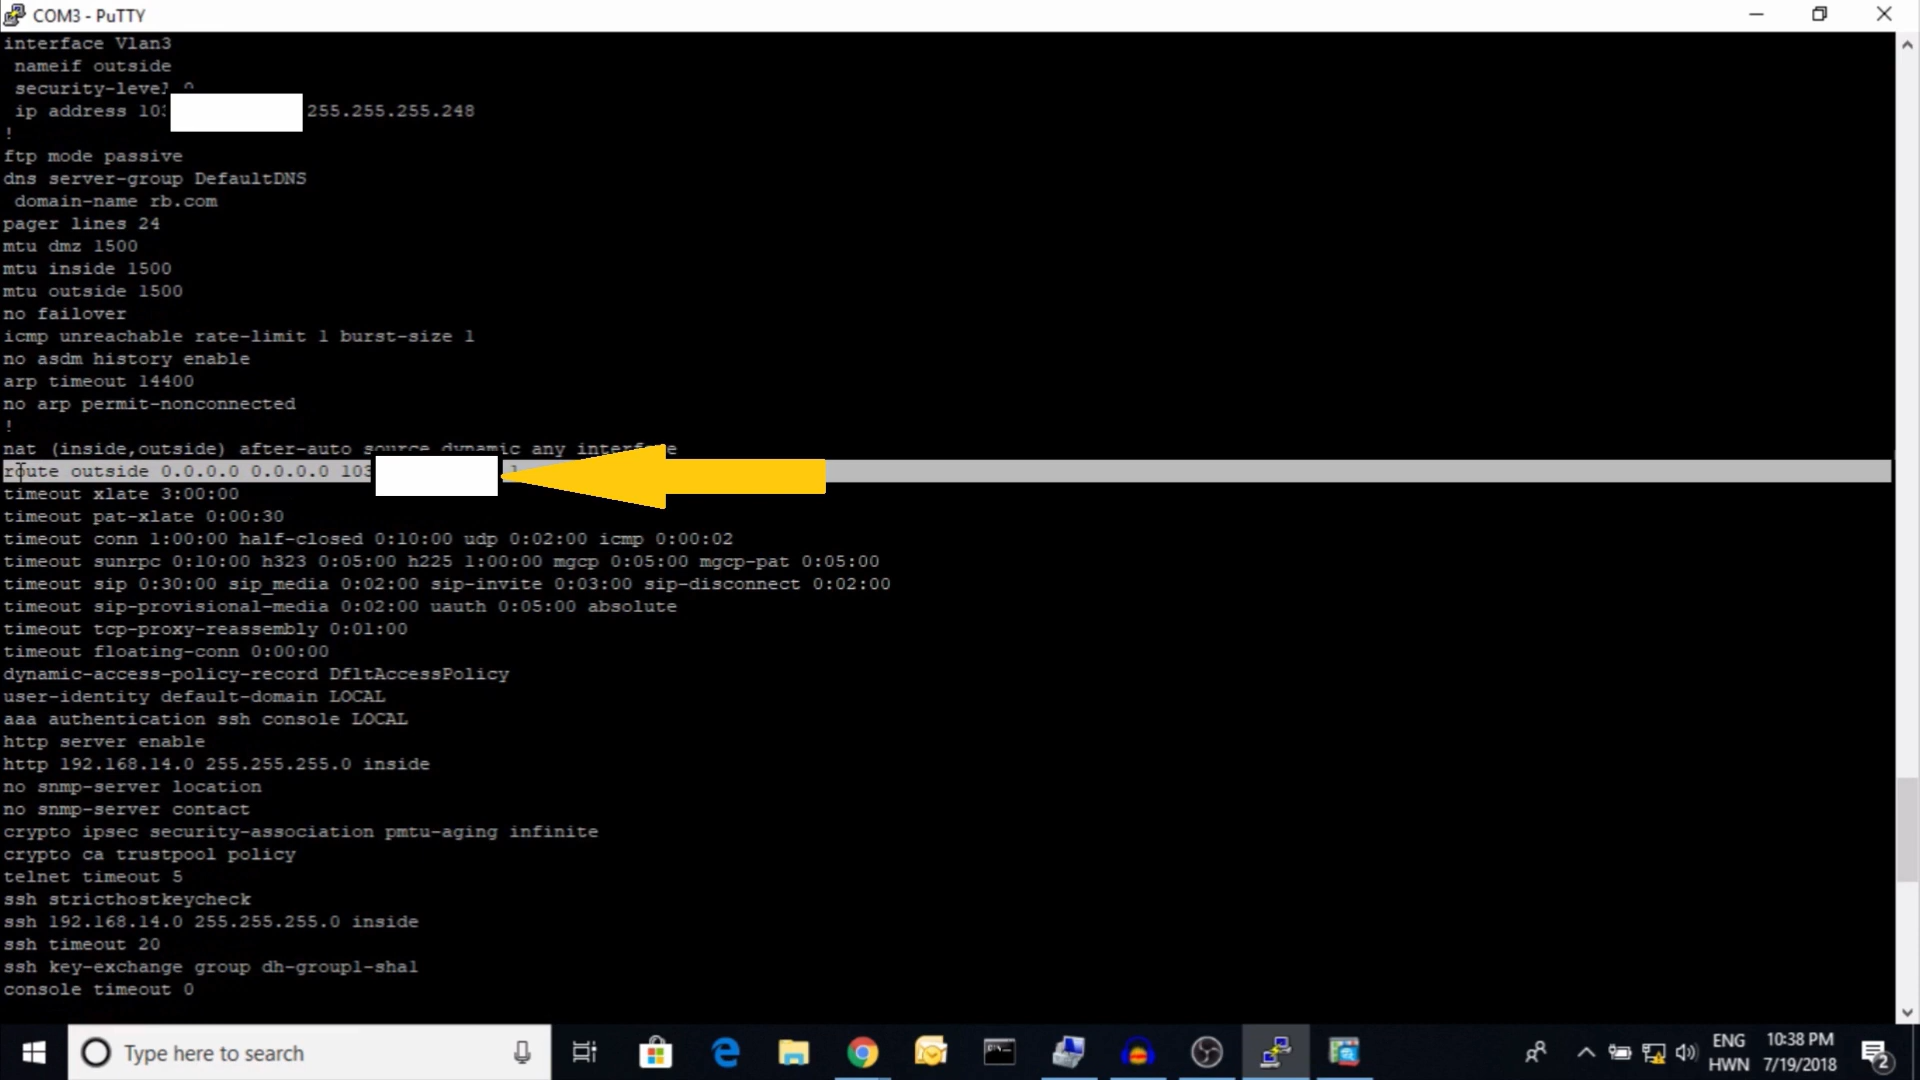 COM3 - PuTTY
interface Vlan3
 nameif outside
 security-level 0
 ip address 103 255.255.255.248
!
ftp mode passive
dns server-group DefaultDNS
 domain-name rb.com
pager lines 24
mtu dmz 1500
mtu inside 1500
mtu outside 1500
no failover
icmp unreachable rate-limit 1 burst-size 1
no asdm history enable
arp timeout 14400
no arp permit-nonconnected
!
nat (inside,outside) after-auto source dynamic any interface
route outside 0.0.0.0 0.0.0.0 103 1
timeout xlate 3:00:00
timeout pat-xlate 0:00:30
timeout conn 1:00:00 half-closed 0:10:00 udp 0:02:00 icmp 0:00:02
timeout sunrpc 0:10:00 h323 0:05:00 h225 1:00:00 mgcp 0:05:00 mgcp-pat 0:05:00
timeout sip 0:30:00 sip_media 0:02:00 sip-invite 0:03:00 sip-disconnect 0:02:00
timeout sip-provisional-media 0:02:00 uauth 0:05:00 absolute
timeout tcp-proxy-reassembly 0:01:00
timeout floating-conn 0:00:00
dynamic-access-policy-record DfltAccessPolicy
user-identity default-domain LOCAL
aaa authentication ssh console LOCAL
http server enable
http 192.168.14.0 255.255.255.0 inside
no snmp-server location
no snmp-server contact
crypto ipsec security-association pmtu-aging infinite
crypto ca trustpool policy
telnet timeout 5
ssh stricthostkeycheck
ssh 192.168.14.0 255.255.255.0 inside
ssh timeout 20
ssh key-exchange group dh-group1-sha1
console timeout 0
Type here to search
ENG
HWN
10:38 PM
7/19/2018
2